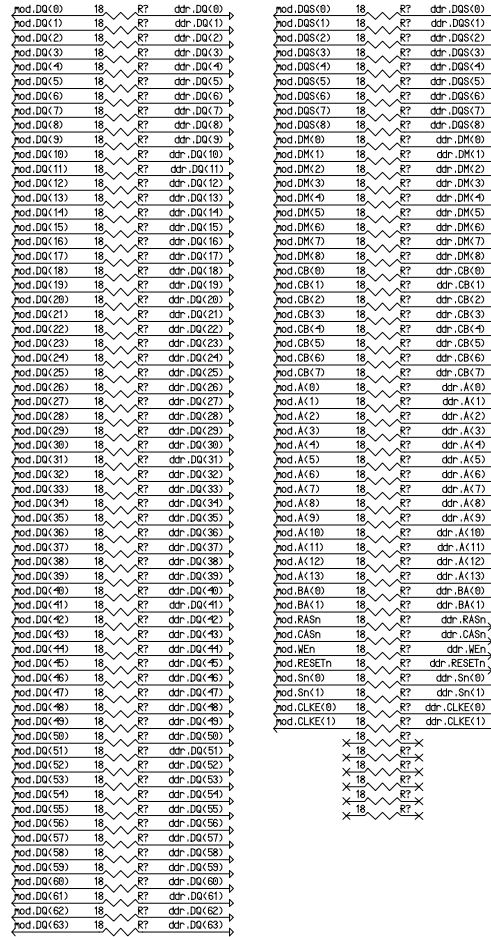 mod.DQ(0) 18 R? ddr.DQ(0)
mod.DQ(1) 18 R? ddr.DQ(1)
mod.DQ(2) 18 R? ddr.DQ(2)
mod.DQ(3) 18 R? ddr.DQ(3)
mod.DQ(4) 18 R? ddr.DQ(4)
mod.DQ(5) 18 R? ddr.DQ(5)
mod.DQ(6) 18 R? ddr.DQ(6)
mod.DQ(7) 18 R? ddr.DQ(7)
mod.DQ(8) 18 R? ddr.DQ(8)
mod.DQ(9) 18 R? ddr.DQ(9)
mod.DQ(10) 18 R? ddr.DQ(10)
mod.DQ(11) 18 R? ddr.DQ(11)
mod.DQ(12) 18 R? ddr.DQ(12)
mod.DQ(13) 18 R? ddr.DQ(13)
mod.DQ(14) 18 R? ddr.DQ(14)
mod.DQ(15) 18 R? ddr.DQ(15)
mod.DQ(16) 18 R? ddr.DQ(16)
mod.DQ(17) 18 R? ddr.DQ(17)
mod.DQ(18) 18 R? ddr.DQ(18)
mod.DQ(19) 18 R? ddr.DQ(19)
mod.DQ(20) 18 R? ddr.DQ(20)
mod.DQ(21) 18 R? ddr.DQ(21)
mod.DQ(22) 18 R? ddr.DQ(22)
mod.DQ(23) 18 R? ddr.DQ(23)
mod.DQ(24) 18 R? ddr.DQ(24)
mod.DQ(25) 18 R? ddr.DQ(25)
mod.DQ(26) 18 R? ddr.DQ(26)
mod.DQ(27) 18 R? ddr.DQ(27)
mod.DQ(28) 18 R? ddr.DQ(28)
mod.DQ(29) 18 R? ddr.DQ(29)
mod.DQ(30) 18 R? ddr.DQ(30)
mod.DQ(31) 18 R? ddr.DQ(31)
mod.DQ(32) 18 R? ddr.DQ(32)
mod.DQ(33) 18 R? ddr.DQ(33)
mod.DQ(34) 18 R? ddr.DQ(34)
mod.DQ(35) 18 R? ddr.DQ(35)
mod.DQ(36) 18 R? ddr.DQ(36)
mod.DQ(37) 18 R? ddr.DQ(37)
mod.DQ(38) 18 R? ddr.DQ(38)
mod.DQ(39) 18 R? ddr.DQ(39)
mod.DQ(40) 18 R? ddr.DQ(40)
mod.DQ(41) 18 R? ddr.DQ(41)
mod.DQ(42) 18 R? ddr.DQ(42)
mod.DQ(43) 18 R? ddr.DQ(43)
mod.DQ(44) 18 R? ddr.DQ(44)
mod.DQ(45) 18 R? ddr.DQ(45)
mod.DQ(46) 18 R? ddr.DQ(46)
mod.DQ(47) 18 R? ddr.DQ(47)
mod.DQ(48) 18 R? ddr.DQ(48)
mod.DQ(49) 18 R? ddr.DQ(49)
mod.DQ(50) 18 R? ddr.DQ(50)
mod.DQ(51) 18 R? ddr.DQ(51)
mod.DQ(52) 18 R? ddr.DQ(52)
mod.DQ(53) 18 R? ddr.DQ(53)
mod.DQ(54) 18 R? ddr.DQ(54)
mod.DQ(55) 18 R? ddr.DQ(55)
mod.DQ(56) 18 R? ddr.DQ(56)
mod.DQ(57) 18 R? ddr.DQ(57)
mod.DQ(58) 18 R? ddr.DQ(58)
mod.DQ(59) 18 R? ddr.DQ(59)
mod.DQ(60) 18 R? ddr.DQ(60)
mod.DQ(61) 18 R? ddr.DQ(61)
mod.DQ(62) 18 R? ddr.DQ(62)
mod.DQ(63) 18 R? ddr.DQ(63)
mod.DQS(0) 18 R? ddr.DQS(0)
mod.DQS(1) 18 R? ddr.DQS(1)
mod.DQS(2) 18 R? ddr.DQS(2)
mod.DQS(3) 18 R? ddr.DQS(3)
mod.DQS(4) 18 R? ddr.DQS(4)
mod.DQS(5) 18 R? ddr.DQS(5)
mod.DQS(6) 18 R? ddr.DQS(6)
mod.DQS(7) 18 R? ddr.DQS(7)
mod.DQS(8) 18 R? ddr.DQS(8)
mod.DM(0) 18 R? ddr.DM(0)
mod.DM(1) 18 R? ddr.DM(1)
mod.DM(2) 18 R? ddr.DM(2)
mod.DM(3) 18 R? ddr.DM(3)
mod.DM(4) 18 R? ddr.DM(4)
mod.DM(5) 18 R? ddr.DM(5)
mod.DM(6) 18 R? ddr.DM(6)
mod.DM(7) 18 R? ddr.DM(7)
mod.DM(8) 18 R? ddr.DM(8)
mod.CB(0) 18 R? ddr.CB(0)
mod.CB(1) 18 R? ddr.CB(1)
mod.CB(2) 18 R? ddr.CB(2)
mod.CB(3) 18 R? ddr.CB(3)
mod.CB(4) 18 R? ddr.CB(4)
mod.CB(5) 18 R? ddr.CB(5)
mod.CB(6) 18 R? ddr.CB(6)
mod.CB(7) 18 R? ddr.CB(7)
mod.A(0) 18 R? ddr.A(0)
mod.A(1) 18 R? ddr.A(1)
mod.A(2) 18 R? ddr.A(2)
mod.A(3) 18 R? ddr.A(3)
mod.A(4) 18 R? ddr.A(4)
mod.A(5) 18 R? ddr.A(5)
mod.A(6) 18 R? ddr.A(6)
mod.A(7) 18 R? ddr.A(7)
mod.A(8) 18 R? ddr.A(8)
mod.A(9) 18 R? ddr.A(9)
mod.A(10) 18 R? ddr.A(10)
mod.A(11) 18 R? ddr.A(11)
mod.A(12) 18 R? ddr.A(12)
mod.A(13) 18 R? ddr.A(13)
mod.BA(0) 18 R? ddr.BA(0)
mod.BA(1) 18 R? ddr.BA(1)
mod.RASn 18 R? ddr.RASn
mod.CASn 18 R? ddr.CASn
mod.WEn 18 R? ddr.WEn
mod.RESETn 18 R? ddr.RESETn
mod.Sn(0) 18 R? ddr.Sn(0)
mod.Sn(1) 18 R? ddr.Sn(1)
mod.CLKE(0) 18 R? ddr.CLKE(0)
mod.CLKE(1) 18 R? ddr.CLKE(1)
18 R?
18 R?
18 R?
18 R?
18 R?
18 R?